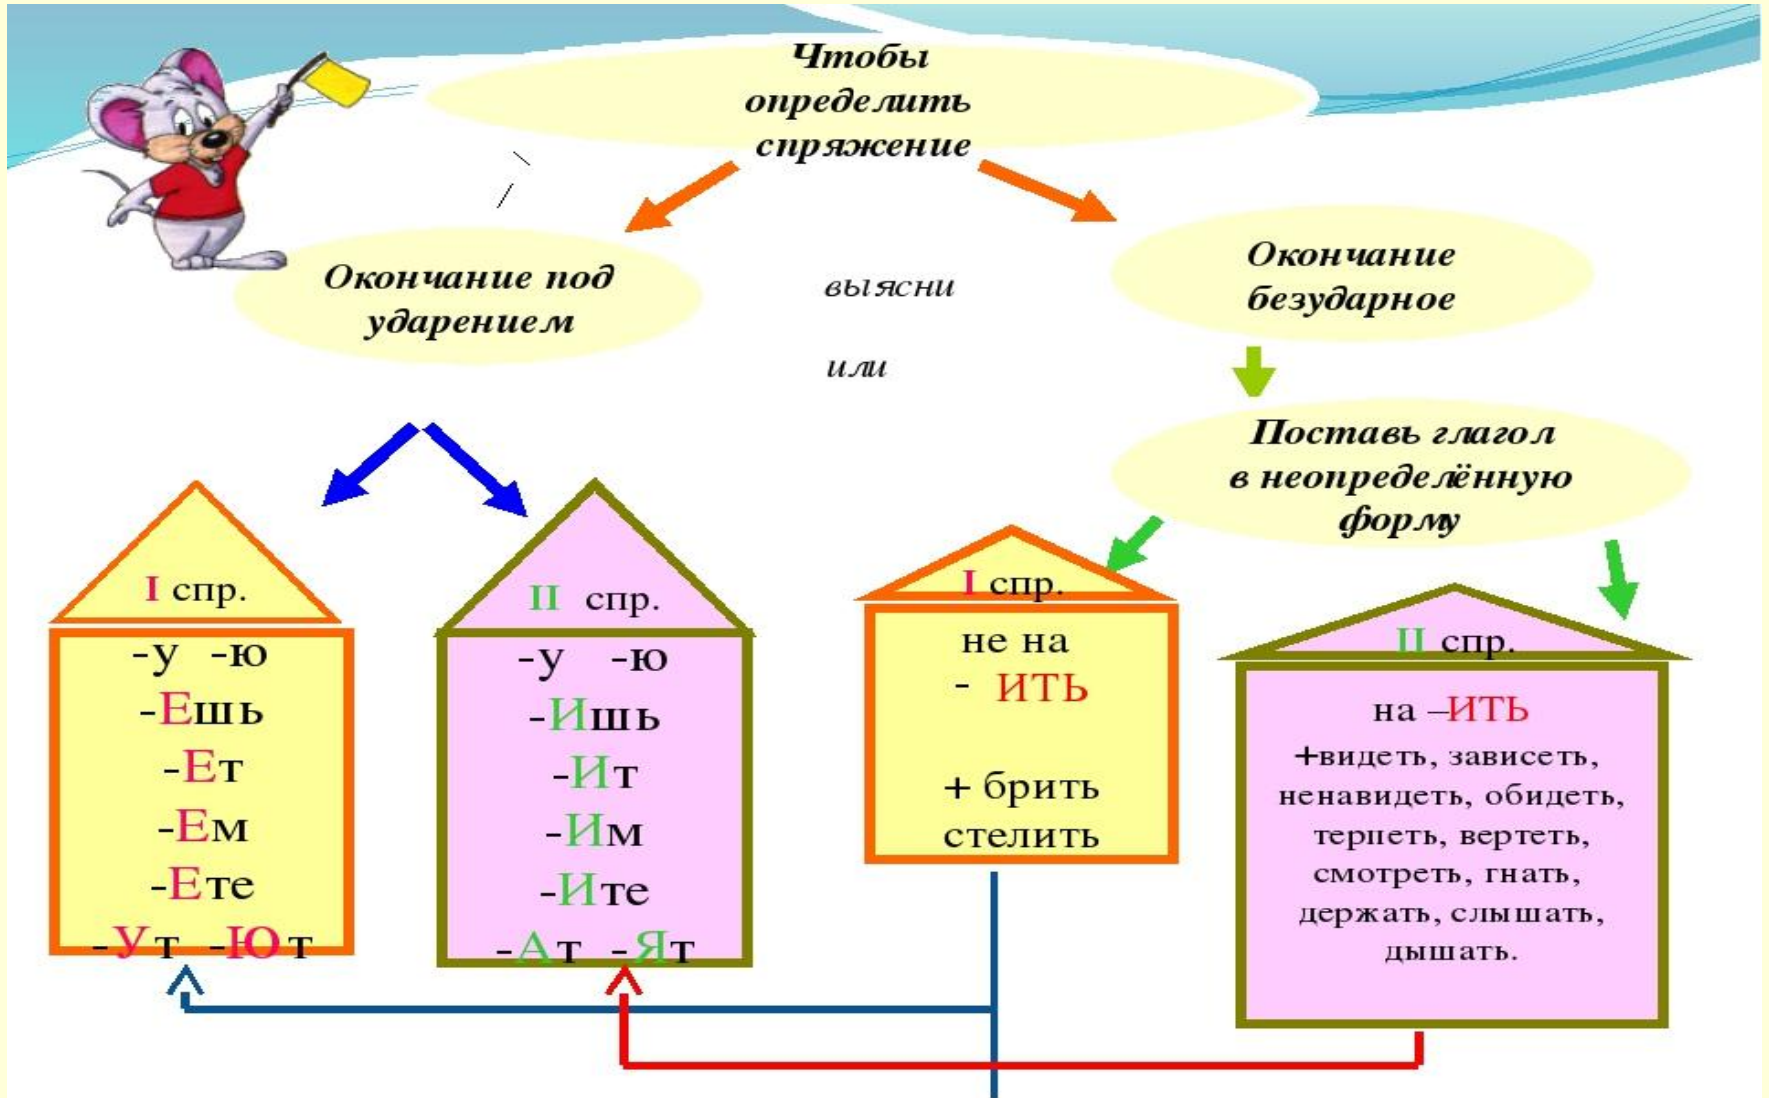 Чтобы
определить
спряжение
Окончание под
ударением
выясни
или
Окончание
безударное
Поставь глагол
в неопределённую
форму
I спр.
-у -ю
-Ешь
-Ет
-Ем
-Ете
-Ут -Ют
II спр.
-у -ю
-Ишь
-Ит
-Им
-Ите
-Ат -Ят
I спр.
не на
- ИТЬ
+ брить
стелить
II спр.
на –ИТЬ
+видеть, зависеть,
ненавидеть, обидеть,
терпеть, вертеть,
смотреть, гнать,
держать, слышать,
дышать.